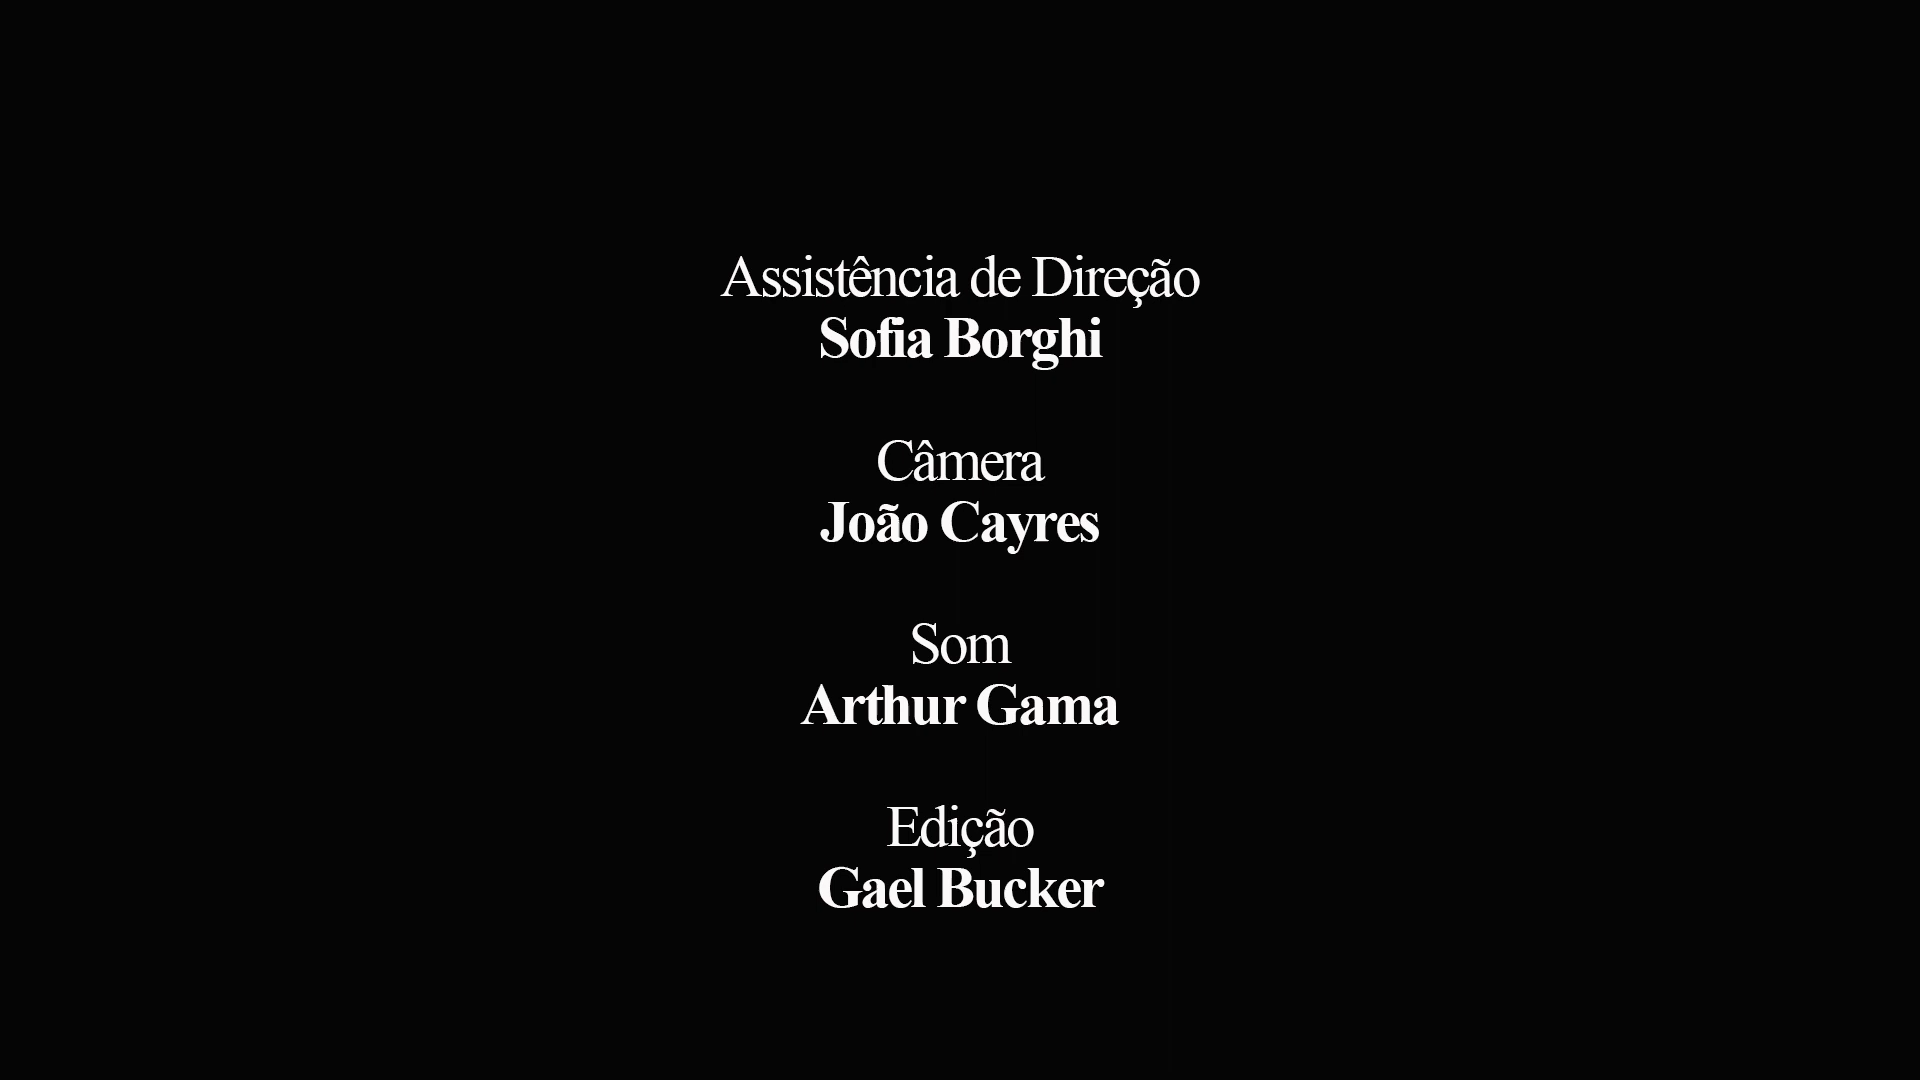 Assistência de Direção
Sofia Borghi
Câmera
João Cayres
Som
Arthur Gama
Edição
Gael Bucker